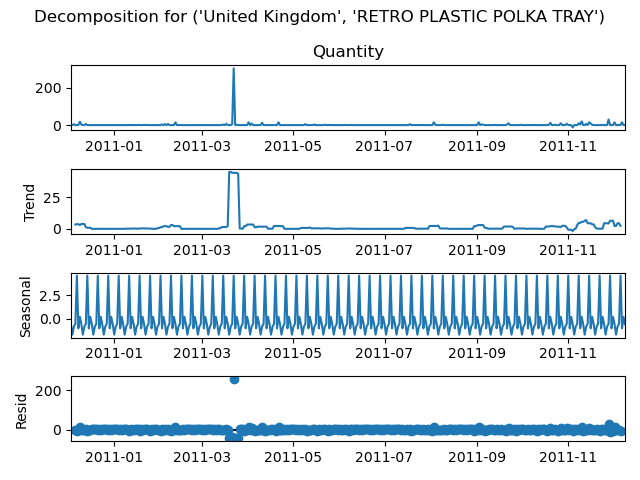 Decomposition for ('United Kingdom', 'RETRO PLASTIC POLKA TRAY')
Quantity
200
0
2011-01 2011-03 2011-05 2011-07 2011-09 2011-11
Trend
25
0
2011-01 2011-03 2011-05 2011-07 2011-09 2011-11
Seasonal
2.5
0.0
2011-01 2011-03 2011-05 2011-07 2011-09 2011-11
Resid
200
0
2011-01 2011-03 2011-05 2011-07 2011-09 2011-11